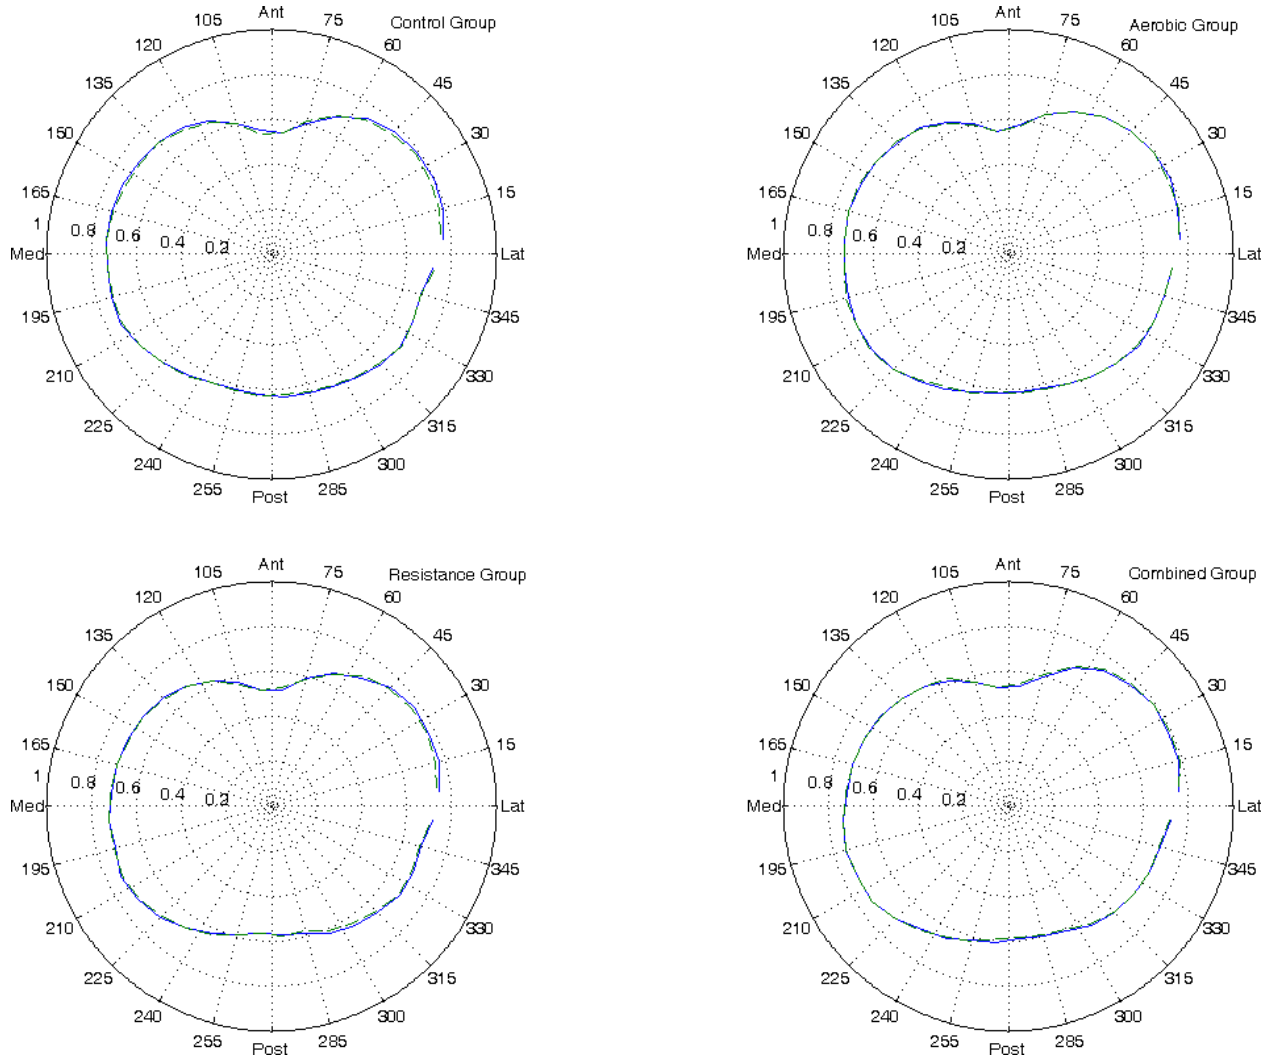 Ant
105 75 Control Group
120 60
135 45
150 30
165 15
1 0.8 0.6 0.4 0.2
Med Lat
195 345
210 330
225 315
240 300
255 285
Post
Ant
105 75 Aerobic Group
120 60
135 45
150 30
165 15
1 0.8 0.6 0.4 0.2
Med Lat
195 345
210 330
225 315
240 300
255 285
Post
Ant
105 75 Resistance Group
120 60
135 45
150 30
165 15
1 0.8 0.6 0.4 0.2
Med Lat
195 345
210 330
225 315
240 300
255 285
Post
Ant
105 75 Combined Group
120 60
135 45
150 30
165 15
1 0.8 0.6 0.4 0.2
Med Lat
195 345
210 330
225 315
240 300
255 285
Post